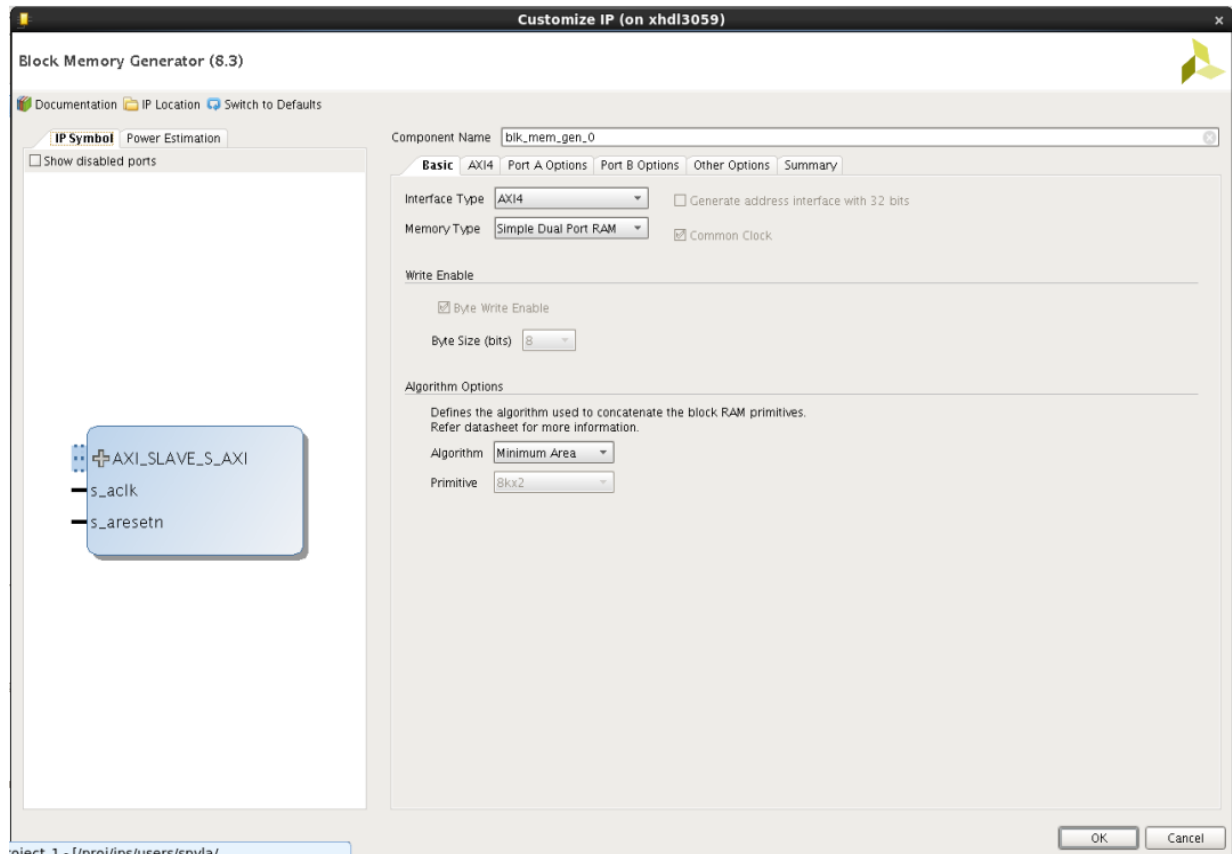 Customize IP (on xhdl3059)
Block Memory Generator (8.3)
Documentation IP Location Switch to Defaults
IP Symbol Power Estimation
Show disabled ports
AXI_SLAVE_S_AXI
s_aclk
s_aresetn
Component Name blk_mem_gen_0
Basic AXI4 Port A Options Port B Options Other Options Summary
Interface Type AXI4 Generate address interface with 32 bits
Memory Type Simple Dual Port RAM Common Clock
Write Enable
Byte Write Enable
Byte Size (bits) 8
Algorithm Options
Defines the algorithm used to concatenate the block RAM primitives.
Refer datasheet for more information.
Algorithm Minimum Area
Primitive 8kx2
OK Cancel